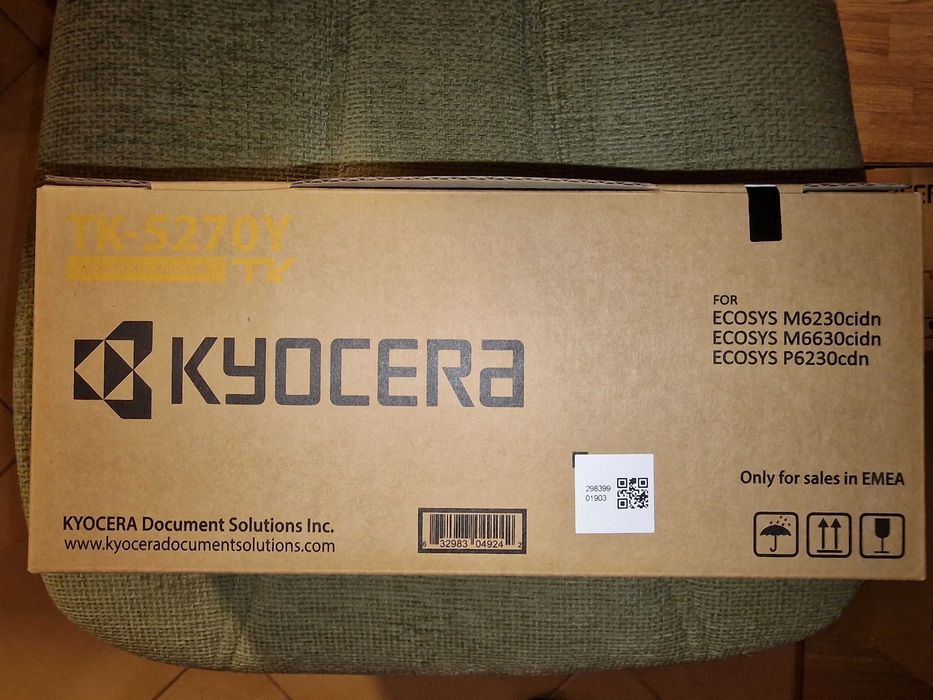 TK-5270Y
TK
KYOCERA
FOR
ECOSYS M6230cidn
ECOSYS M6630cidn
ECOSYS P6230cdn
298399
01903
Only for sales in EMEA
KYOCERA Document Solutions Inc.
www.kyoceradocumentsolutions.com
6 32983 04924 2